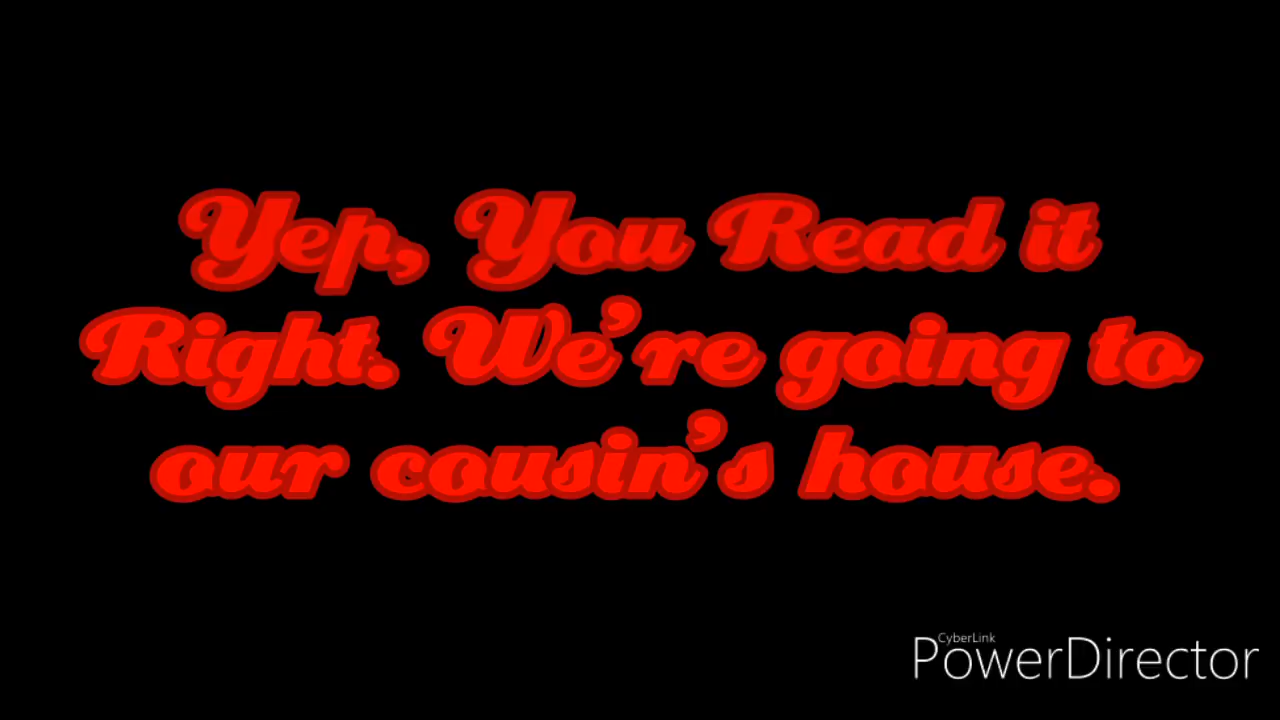 Yep, You Read it
Right. We're going to
our cousin's house.
CyberLink
PowerDirector